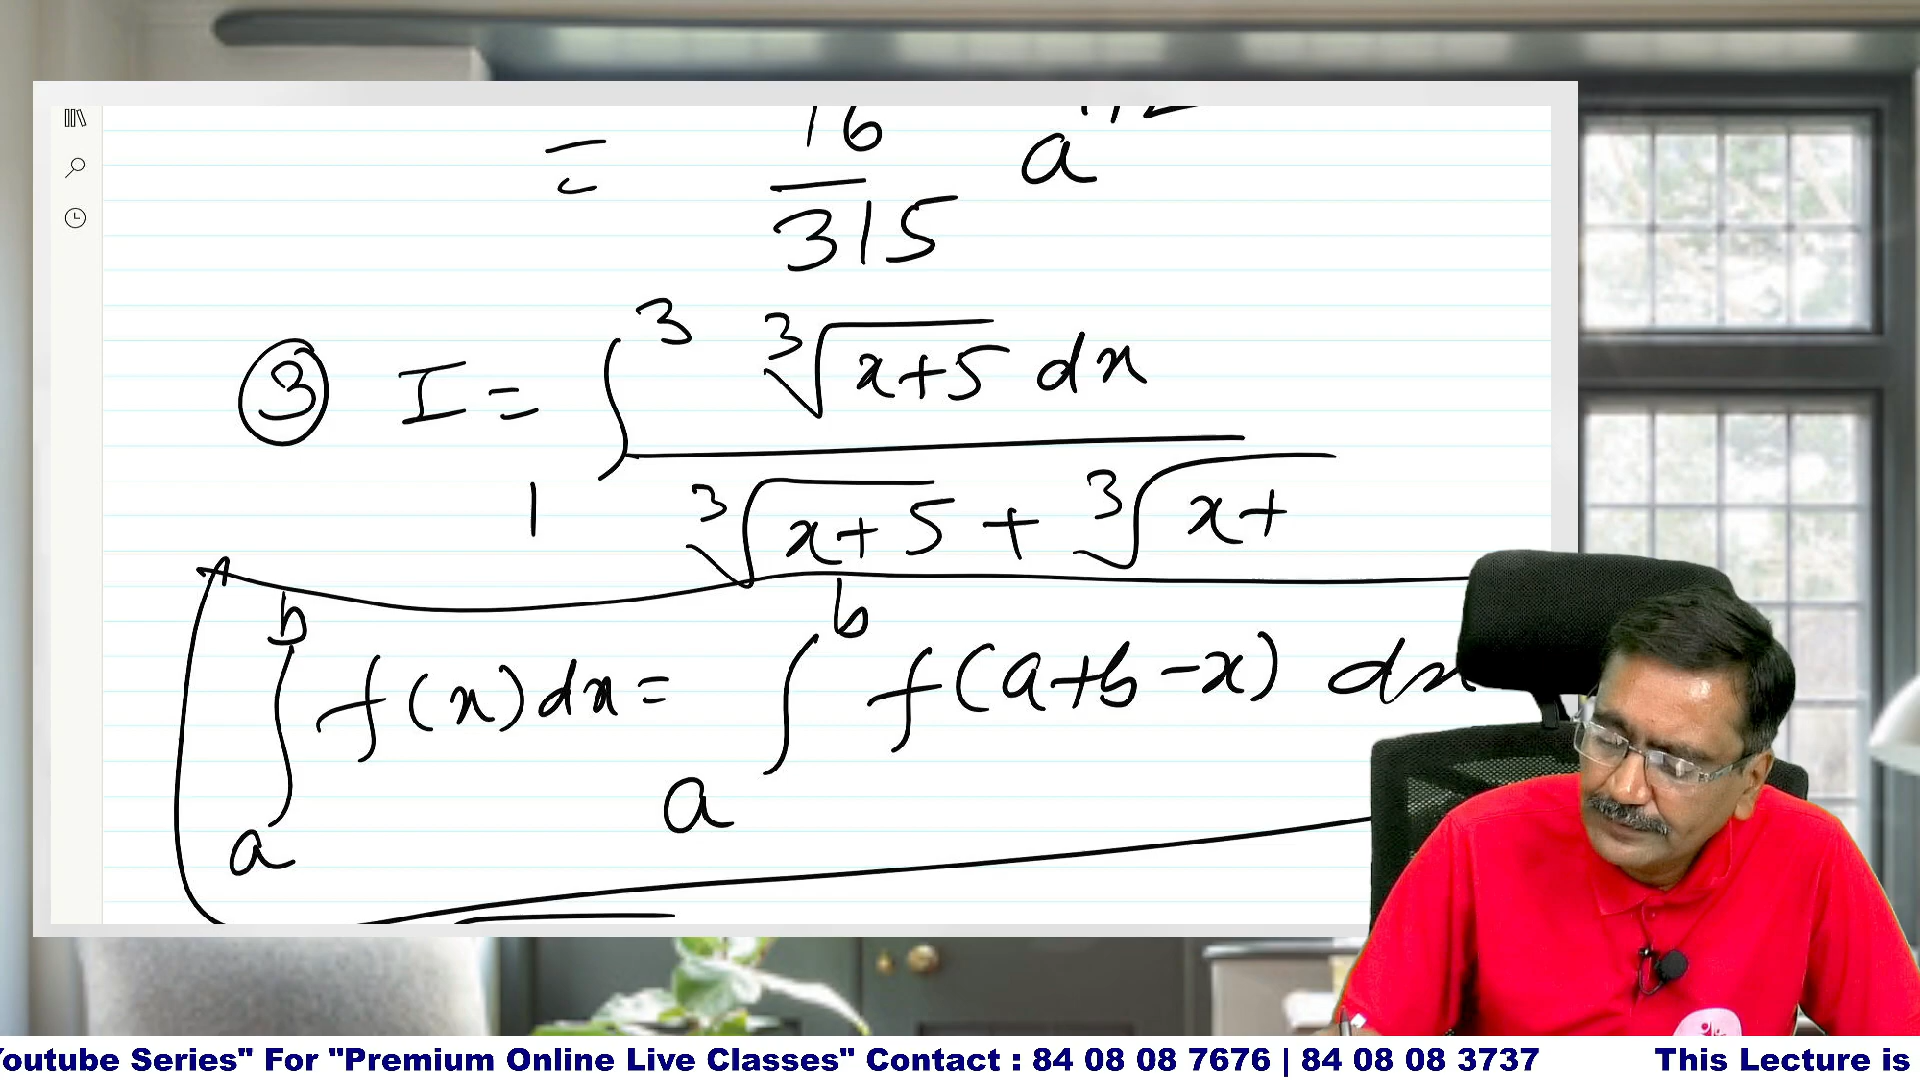 = 16/315 a
③ I = ∫₁³ ∛(x+5) dx / (∛(x+5) + ∛(x+
∫ₐᵇ f(x) dx = ∫ₐᵇ f(a+b-x) dx
outube Series" For "Premium Online Live Classes" Contact : 84 08 08 7676 | 84 08 08 3737 This Lecture is